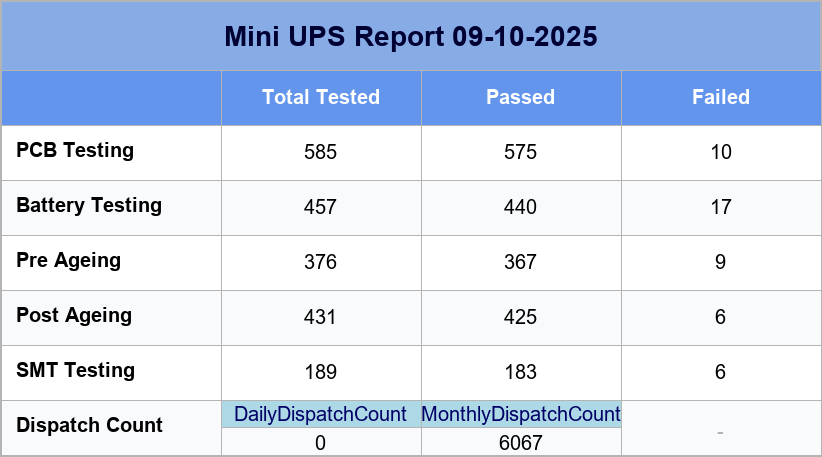 Mini UPS Report 09-10-2025
Total Tested Passed Failed
PCB Testing 585 575 10
Battery Testing 457 440 17
Pre Ageing 376 367 9
Post Ageing 431 425 6
SMT Testing 189 183 6
Dispatch Count DailyDispatchCount MonthlyDispatchCount -
0 6067